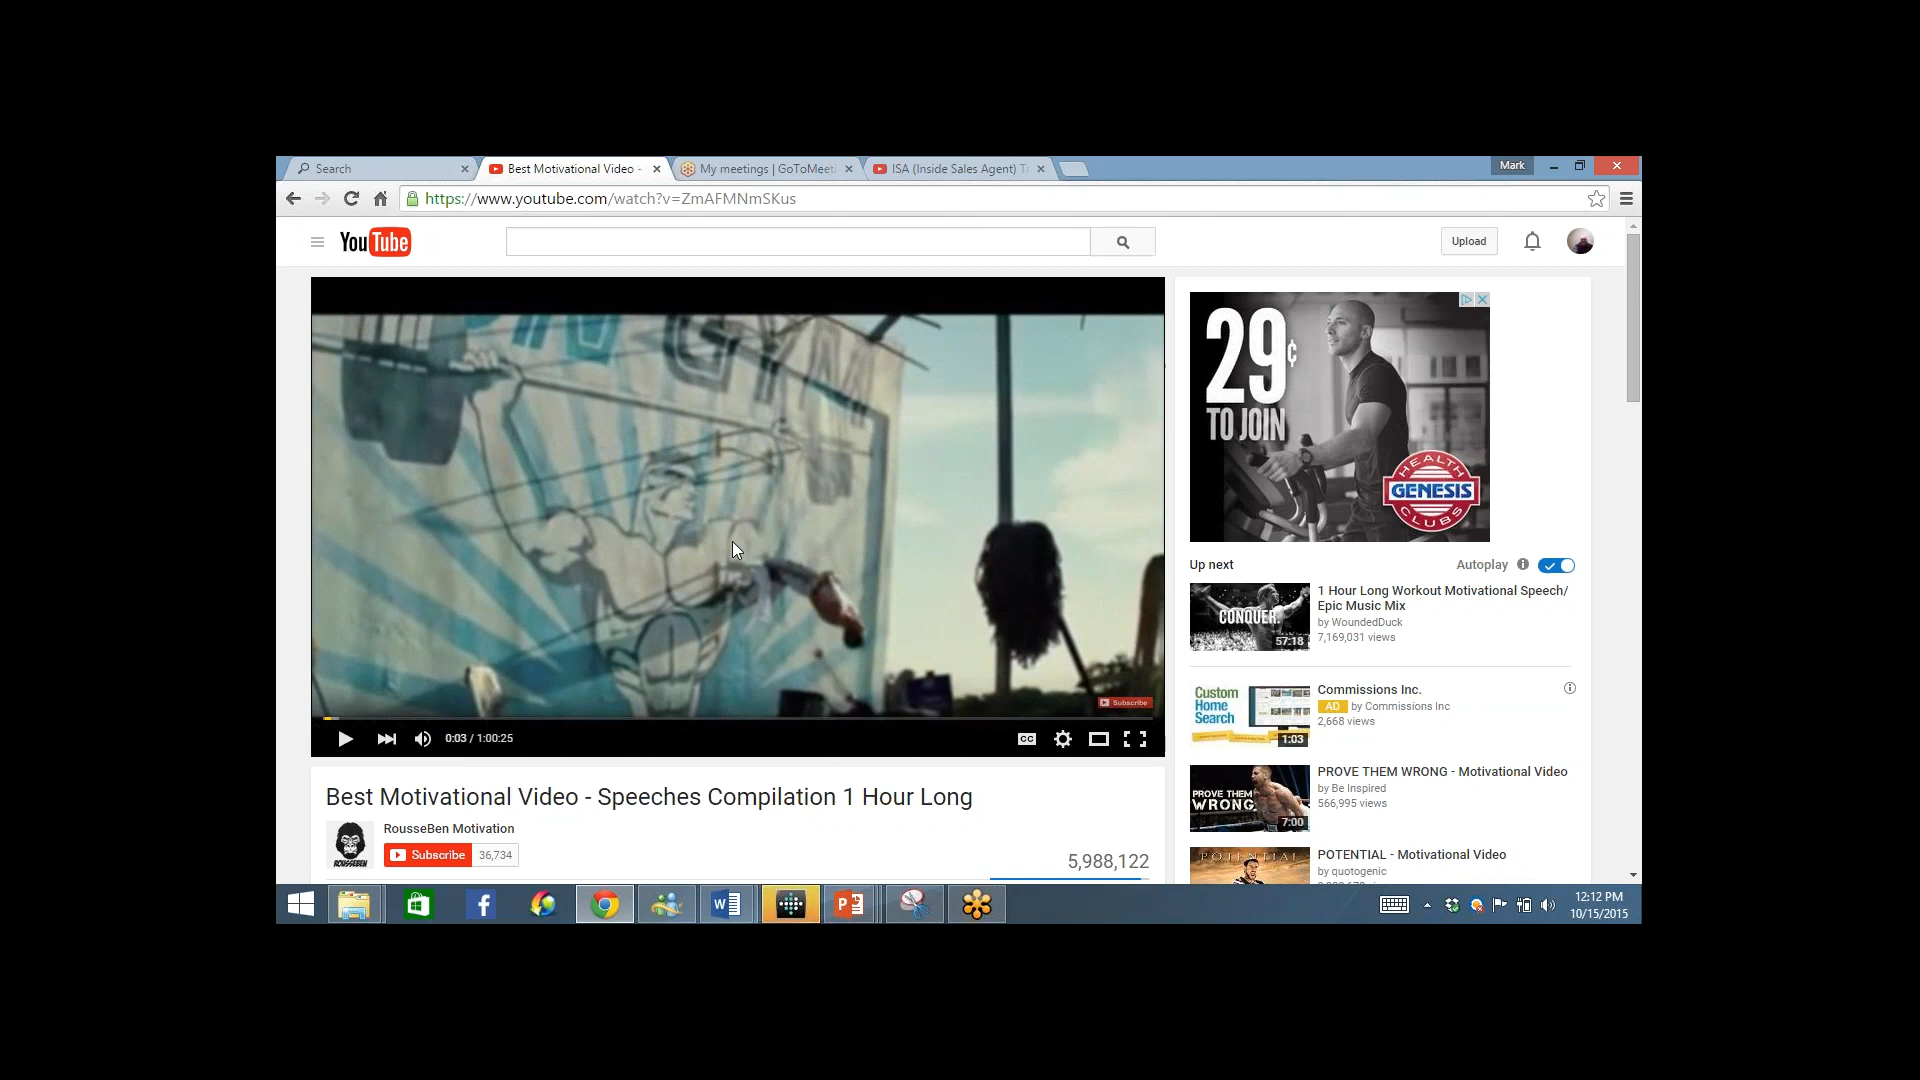 Search
Best Motivational Video -
My meetings | GoToMeeti
ISA (Inside Sales Agent) T
Mark
https://www.youtube.com/watch?v=ZmAFMNmSKus
YouTube
Upload
GYM
Subscribe
0:03 / 1:00:25
CC
Best Motivational Video - Speeches Compilation 1 Hour Long
RousseBen Motivation
ROUSSEBEN
Subscribe 36,734
5,988,122
29¢
TO JOIN
HEALTH
GENESIS
CLUBS
Up next
Autoplay
CONQUER.
57:18
1 Hour Long Workout Motivational Speech/
Epic Music Mix
by WoundedDuck
7,169,031 views
Custom
Home
Search
1:03
Commissions Inc.
AD by Commissions Inc
2,668 views
PROVE THEM
WRONG
7:00
PROVE THEM WRONG - Motivational Video
by Be Inspired
566,995 views
POTENTIAL
POTENTIAL - Motivational Video
by quotogenic
12:12 PM
10/15/2015